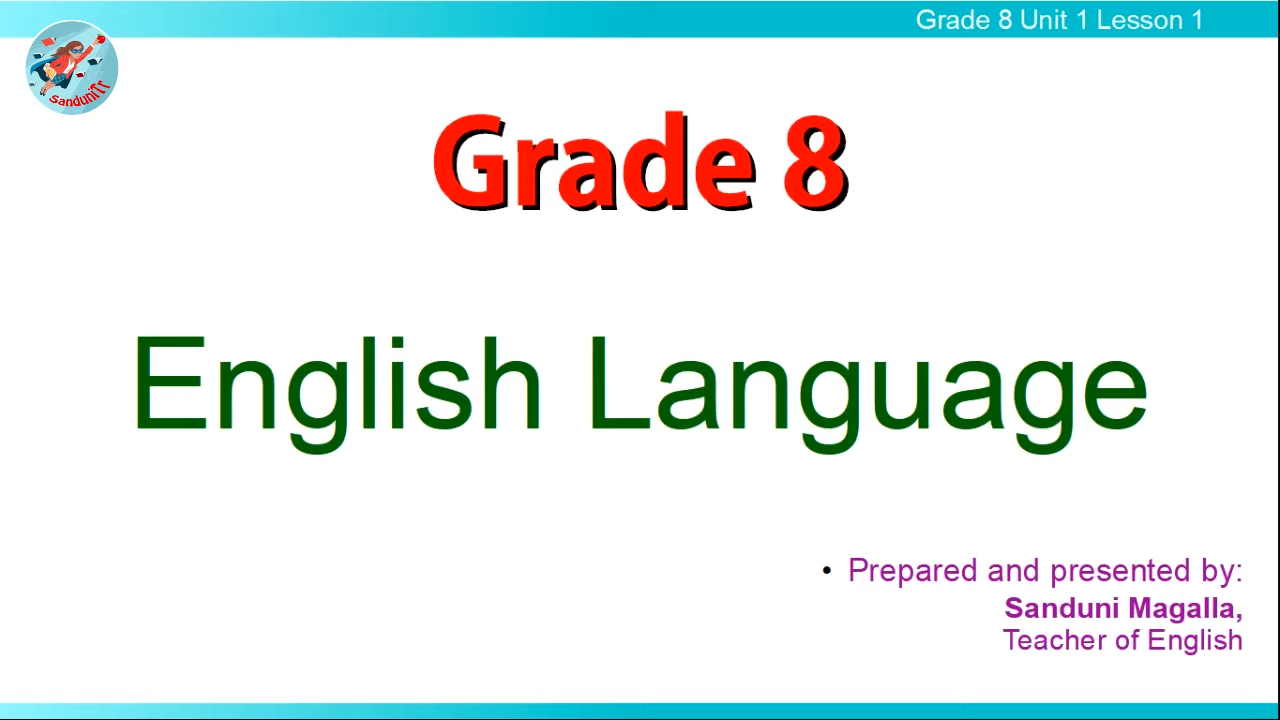 Grade 8 Unit 1 Lesson 1
SanduniTr
Grade 8
English Language
• Prepared and presented by:
Sanduni Magalla,
Teacher of English